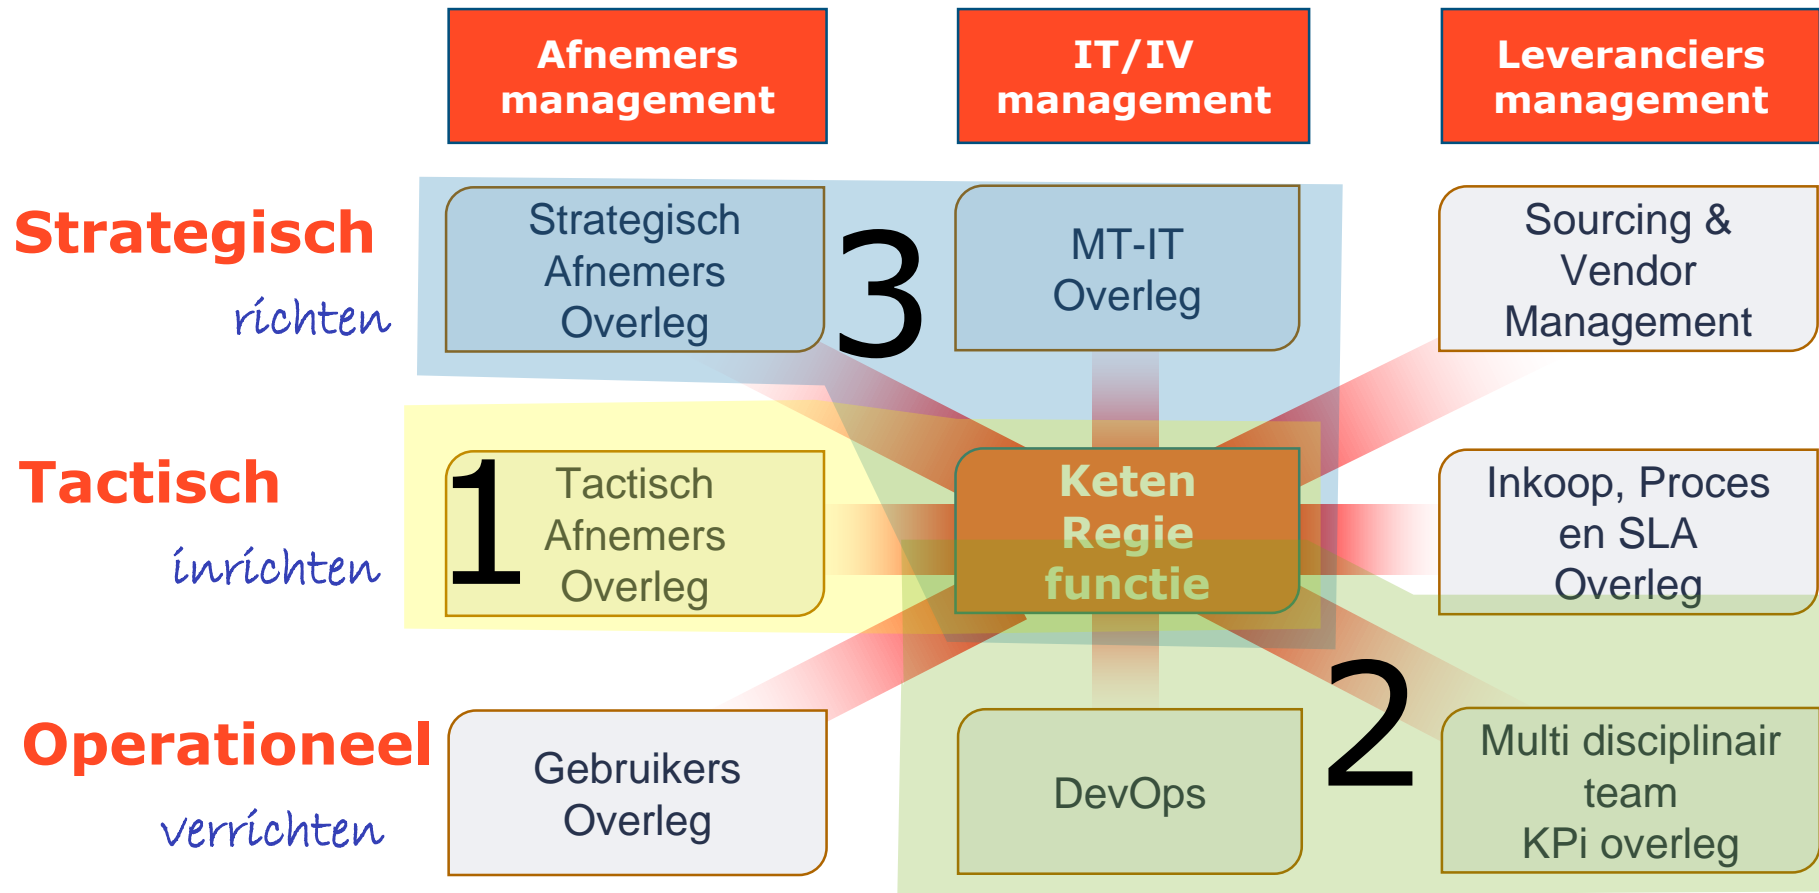 Afnemers
management
IT/IV
management
Leveranciers
management
Strategisch
richten
Strategisch
Afnemers
Overleg
3
MT-IT
Overleg
Sourcing &
Vendor
Management
Tactisch
inrichten
1
Tactisch
Afnemers
Overleg
Keten
Regie
functie
Inkoop, Proces
en SLA
Overleg
Operationeel
verrichten
Gebruikers
Overleg
DevOps
2
Multi disciplinair
team
KPi overleg